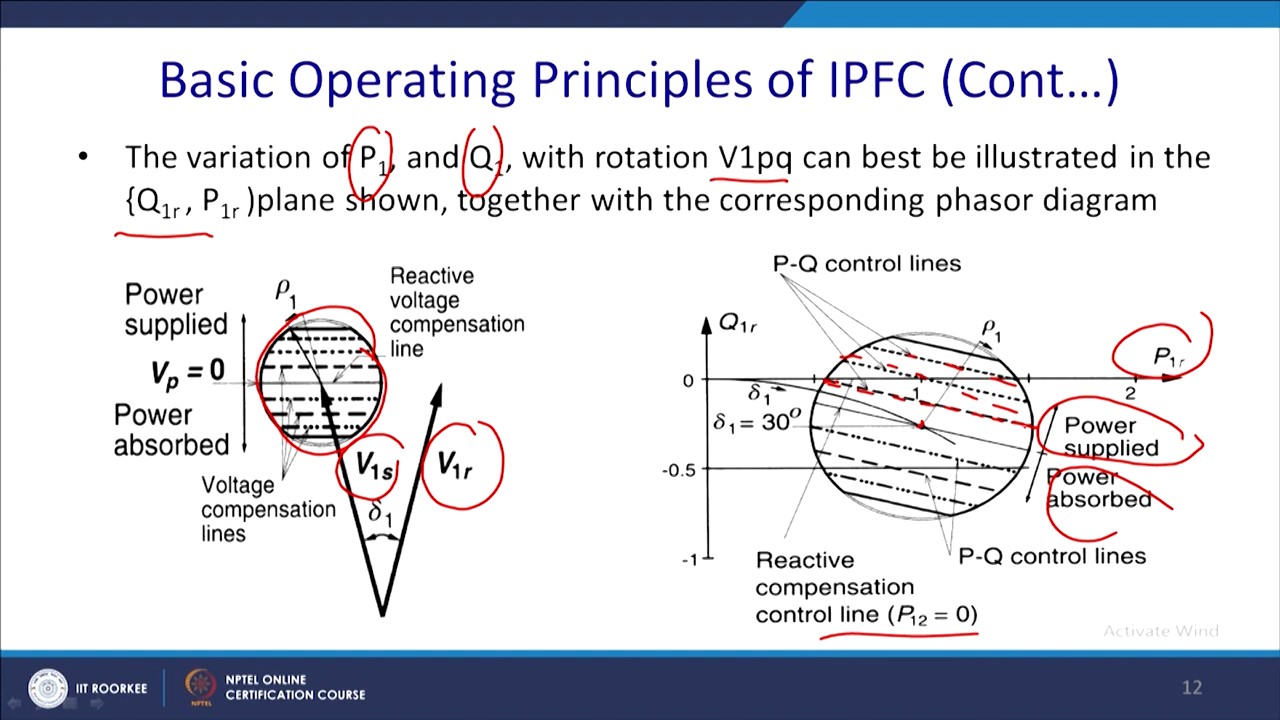 Basic Operating Principles of IPFC (Cont…)
• The variation of P1, and Q1, with rotation V1pq can best be illustrated in the
{Q1r , P1r }plane shown, together with the corresponding phasor diagram
Power
supplied
Vp = 0
Power
absorbed
ρ1
Reactive
voltage
compensation
line
Voltage
compensation
lines
V1s
V1r
δ1
P-Q control lines
Q1r
ρ1
P1r
0
1
2
δ1
δ1 = 30o
-0.5
-1
Power
supplied
Power
absorbed
Reactive
compensation
control line (P12 = 0)
P-Q control lines
Activate Wind
IIT ROORKEE
NPTEL
NPTEL ONLINE
CERTIFICATION COURSE
12